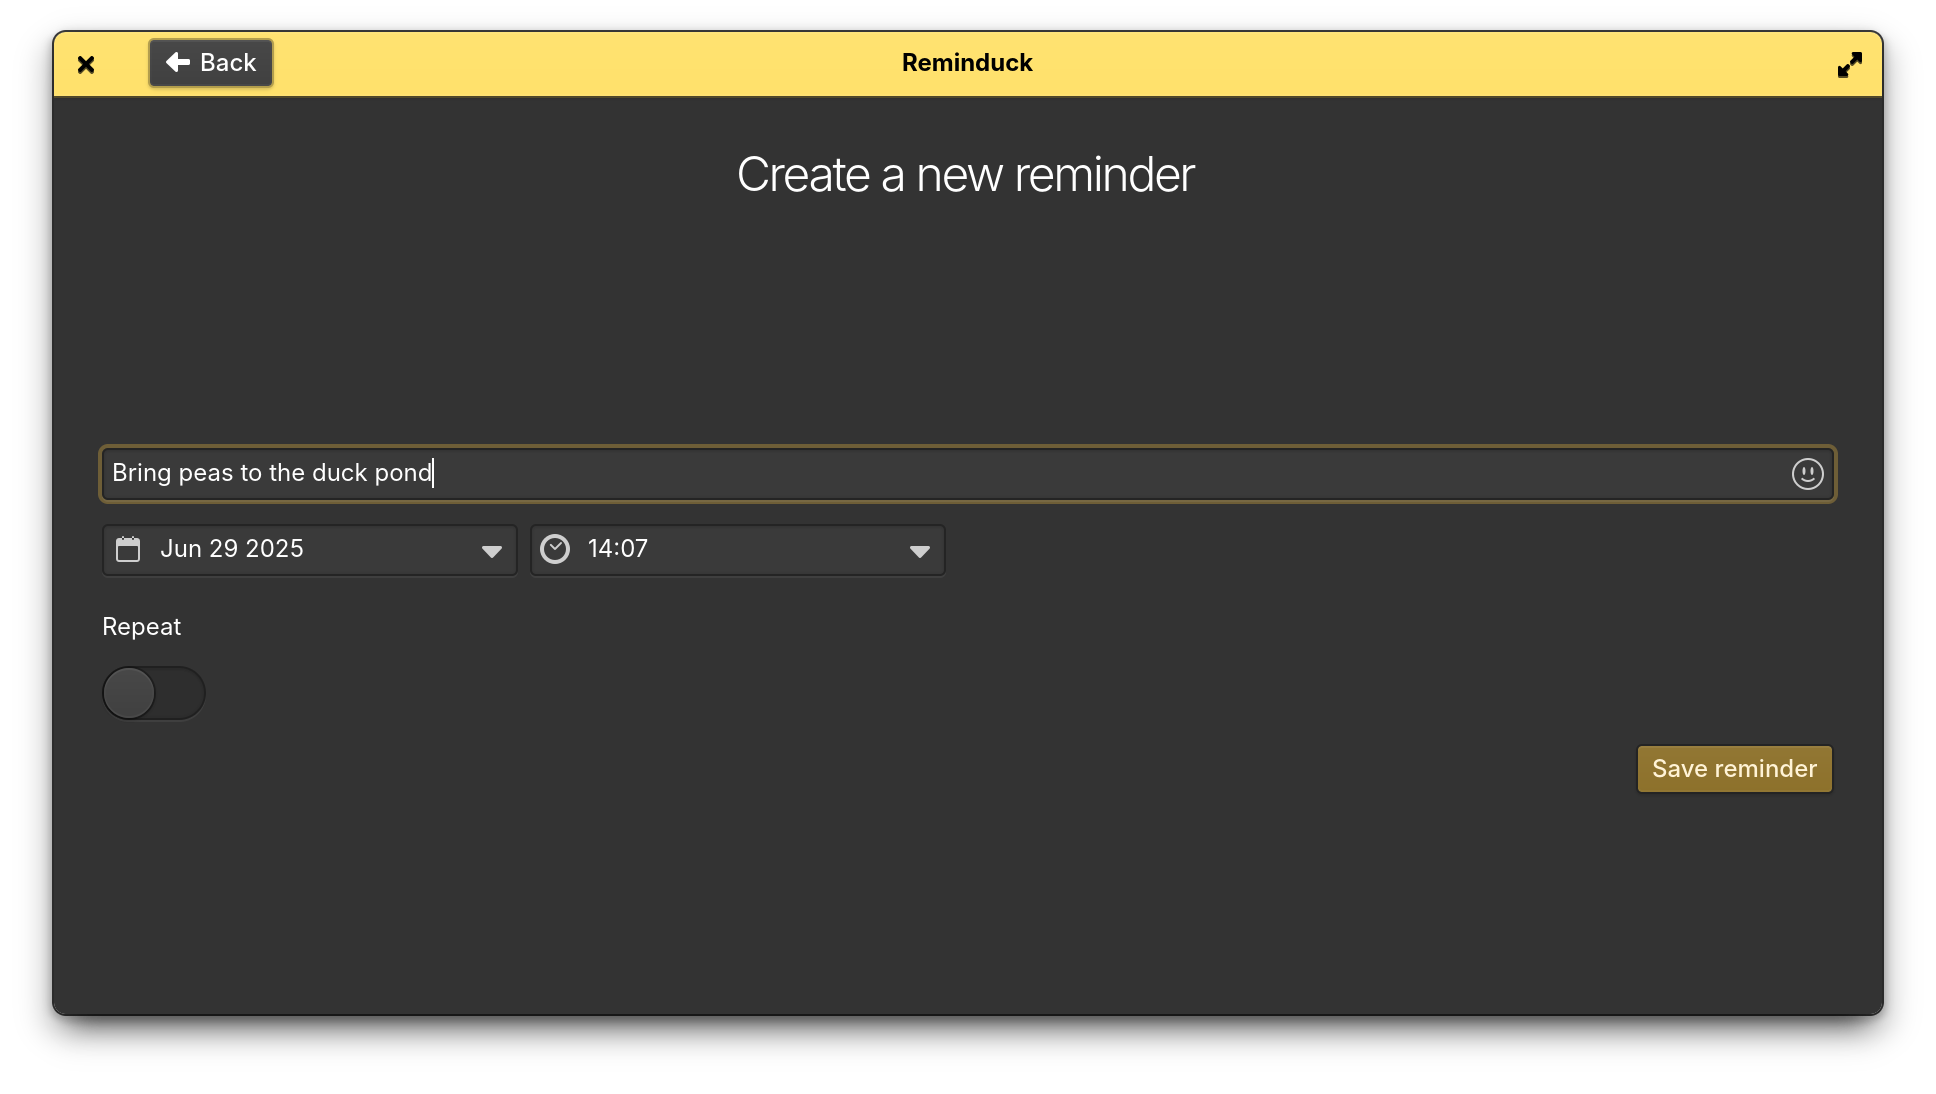 Back
Reminduck
Create a new reminder
Bring peas to the duck pond
Jun 29 2025
14:07
Repeat
Save reminder